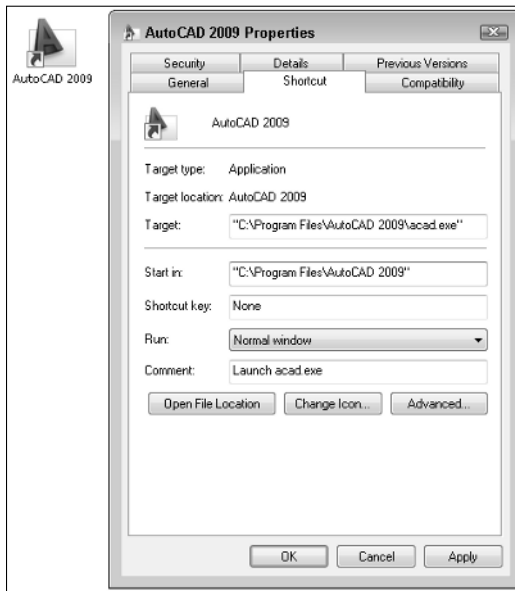 AutoCAD 2009
AutoCAD 2009 Properties
Security Details Previous Versions
General Shortcut Compatibility
AutoCAD 2009
Target type: Application
Target location: AutoCAD 2009
Target: "C:\Program Files\AutoCAD 2009\acad.exe"
Start in: "C:\Program Files\AutoCAD 2009"
Shortcut key: None
Run: Normal window
Comment: Launch acad.exe
Open File Location Change Icon... Advanced...
OK Cancel Apply